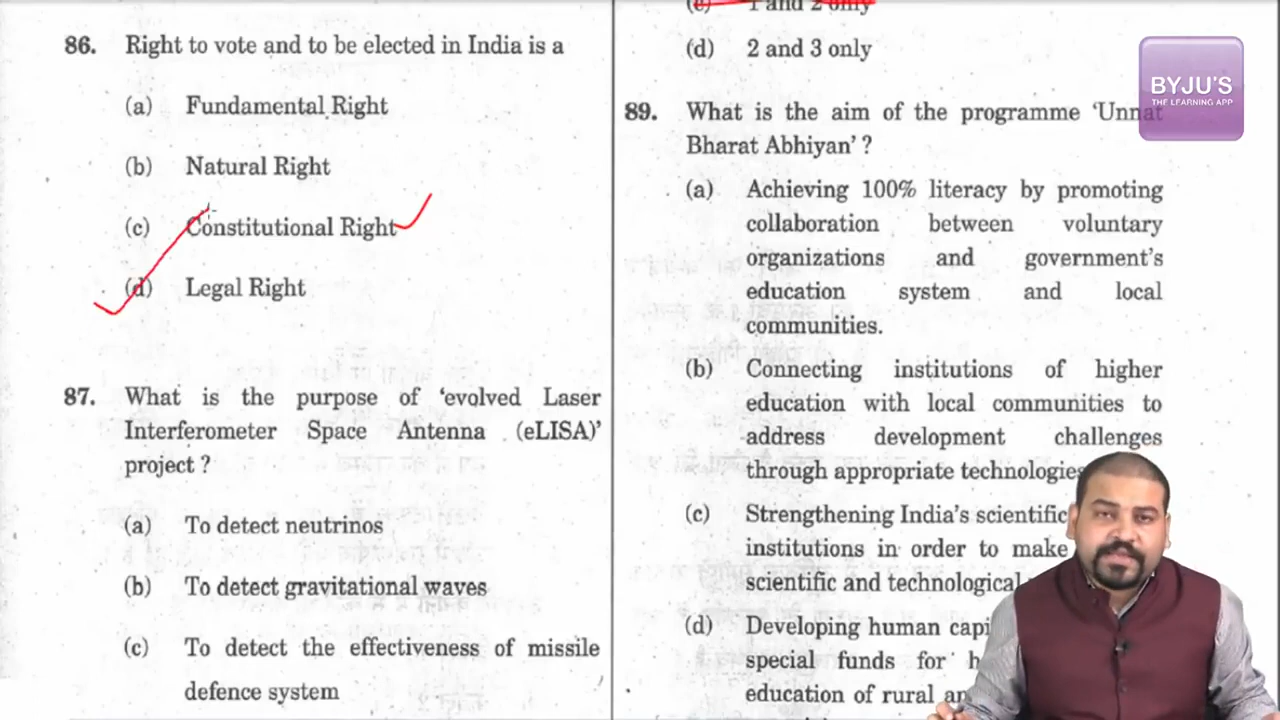 86. Right to vote and to be elected in India is a
(a) Fundamental Right
(b) Natural Right
(c) Constitutional Right
(d) Legal Right
87. What is the purpose of 'evolved Laser
Interferometer Space Antenna (eLISA)'
project ?
(a) To detect neutrinos
(b) To detect gravitational waves
(c) To detect the effectiveness of missile
defence system
(c) 1 and 2 only
(d) 2 and 3 only
89. What is the aim of the programme 'Unnat
Bharat Abhiyan' ?
(a) Achieving 100% literacy by promoting
collaboration between voluntary
organizations and government's
education system and local
communities.
(b) Connecting institutions of higher
education with local communities to
address development challenges
through appropriate technologies
(c) Strengthening India's scientific
institutions in order to make
scientific and technological
(d) Developing human
special funds for
education of rural
BYJU'S
THE LEARNING APP